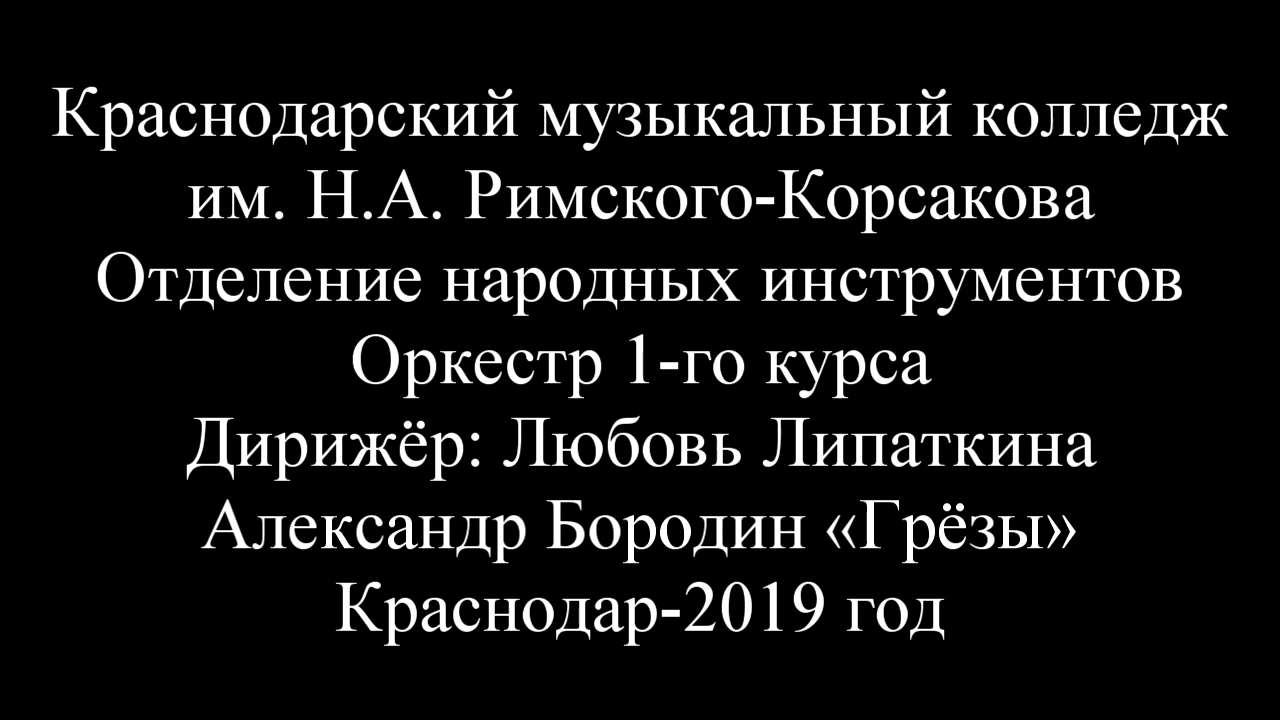 Краснодарский музыкальный колледж
им. Н.А. Римского-Корсакова
Отделение народных инструментов
Оркестр 1-го курса
Дирижёр: Любовь Липаткина
Александр Бородин «Грёзы»
Краснодар-2019 год